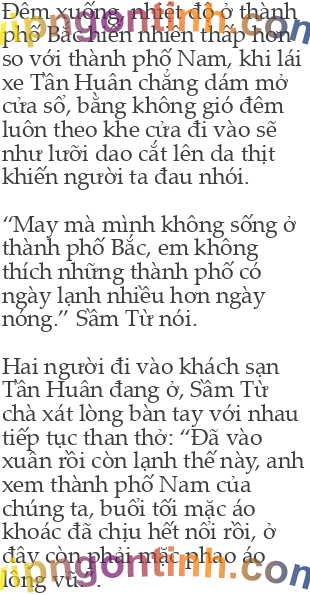 Đêm xuống, nhiệt độ ở thành
phố Bắc hiển nhiên thấp hơn
so với thành phố Nam, khi lái
xe Tần Huân chẳng dám mở
cửa sổ, bằng không gió đêm
luôn theo khe cửa đi vào sẽ
như lưỡi dao cắt lên da thịt
khiến người ta đau nhói.
“May mà mình không sống ở
thành phố Bắc, em không
thích những thành phố có
ngày lạnh nhiều hơn ngày
nóng.” Sầm Từ nói.
Hai người đi vào khách sạn
Tần Huân đang ở, Sầm Từ
chà xát lòng bàn tay với nhau
tiếp tục than thở: “Đã vào
xuân rồi còn lạnh thế này, anh
xem thành phố Nam của
chúng ta, buổi tối mặc áo
khoác đã chịu hết nổi rồi, ở
đây còn phải mặc phao áo
lông vũ.”.